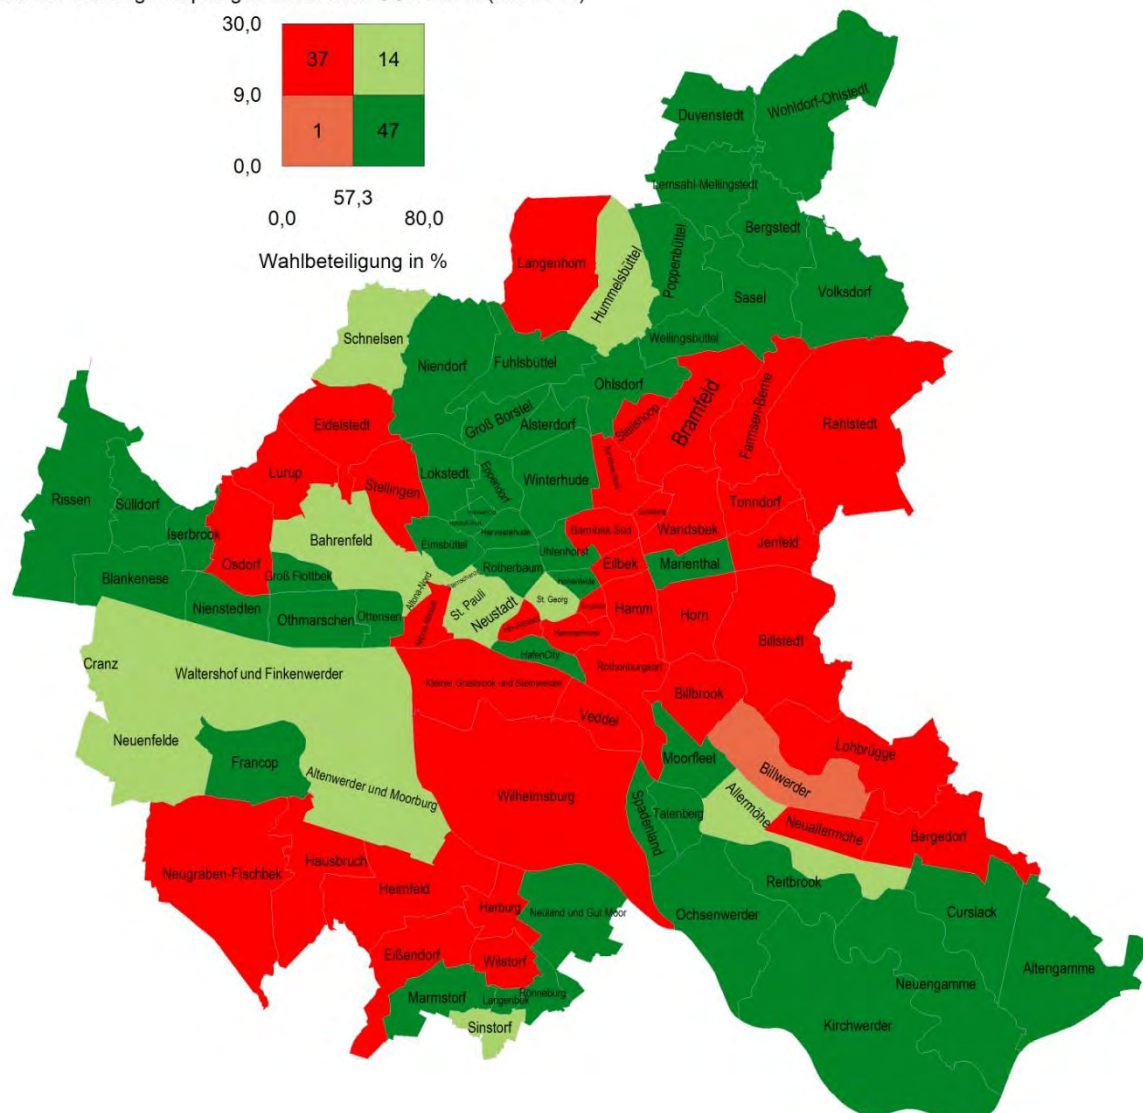 30,0
37
14
9,0
1
47
0,0
57,3
0,0
80,0
Wahlbeteiligung in %
Wohldorf-Ohlstedt
Duvenstedt
Lemsahl-Mellingstedt
Bergstedt
Poppenbüttel
Hummelsbüttel
Langenhorn
Sasel
Volksdorf
Schnelsen
Niendorf
Fuhlsbüttel
Wellingsbüttel
Ohlsdorf
Groß Borstel
Alsterdorf
Steilshoop
Bramfeld
Farmsen-Berne
Rahlstedt
Eidelstedt
Lurup
Stellingen
Lokstedt
Eppendorf
Winterhude
Tonndorf
Rissen
Sülldorf
Iserbrook
Osdorf
Bahrenfeld
Eimsbüttel
Harvestehude
Barmbek-Süd
Wandsbek
Jenfeld
Blankenese
Groß Flottbek
Rotherbaum
Uhlenhorst
Eilbek
Marienthal
Nienstedten
Othmarschen
Ottensen
Altona-Nord
St. Pauli
Neustadt
St. Georg
Hohenfelde
Hamm
Horn
Billstedt
HafenCity
Cranz
Waltershof und Finkenwerder
Kleiner Grasbrook und Steinwerder
Rothenburgsort
Billbrook
Veddel
Neuenfelde
Francop
Altenwerder und Moorburg
Wilhelmsburg
Moorfleet
Billwerder
Lohbrügge
Spadenland
Tatenberg
Allermöhe
Neuallermöhe
Bergedorf
Neugraben-Fischbek
Hausbruch
Heimfeld
Harburg
Neuland und Gut Moor
Reitbrook
Ochsenwerder
Curslack
Eißendorf
Wilstorf
Altengamme
Neuengamme
Marmstorf
Langenbek
Rönneburg
Sinstorf
Kirchwerder